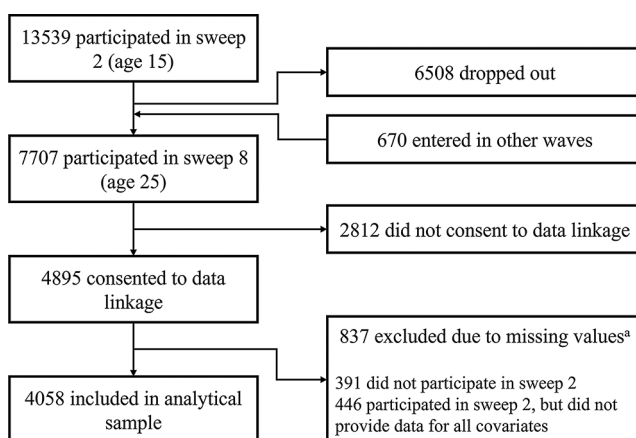 13539 participated in sweep
2 (age 15)
6508 dropped out
670 entered in other waves
7707 participated in sweep 8
(age 25)
2812 did not consent to data linkage
4895 consented to data
linkage
837 excluded due to missing valuesᵃ
391 did not participate in sweep 2
446 participated in sweep 2, but did not
provide data for all covariates
4058 included in analytical
sample